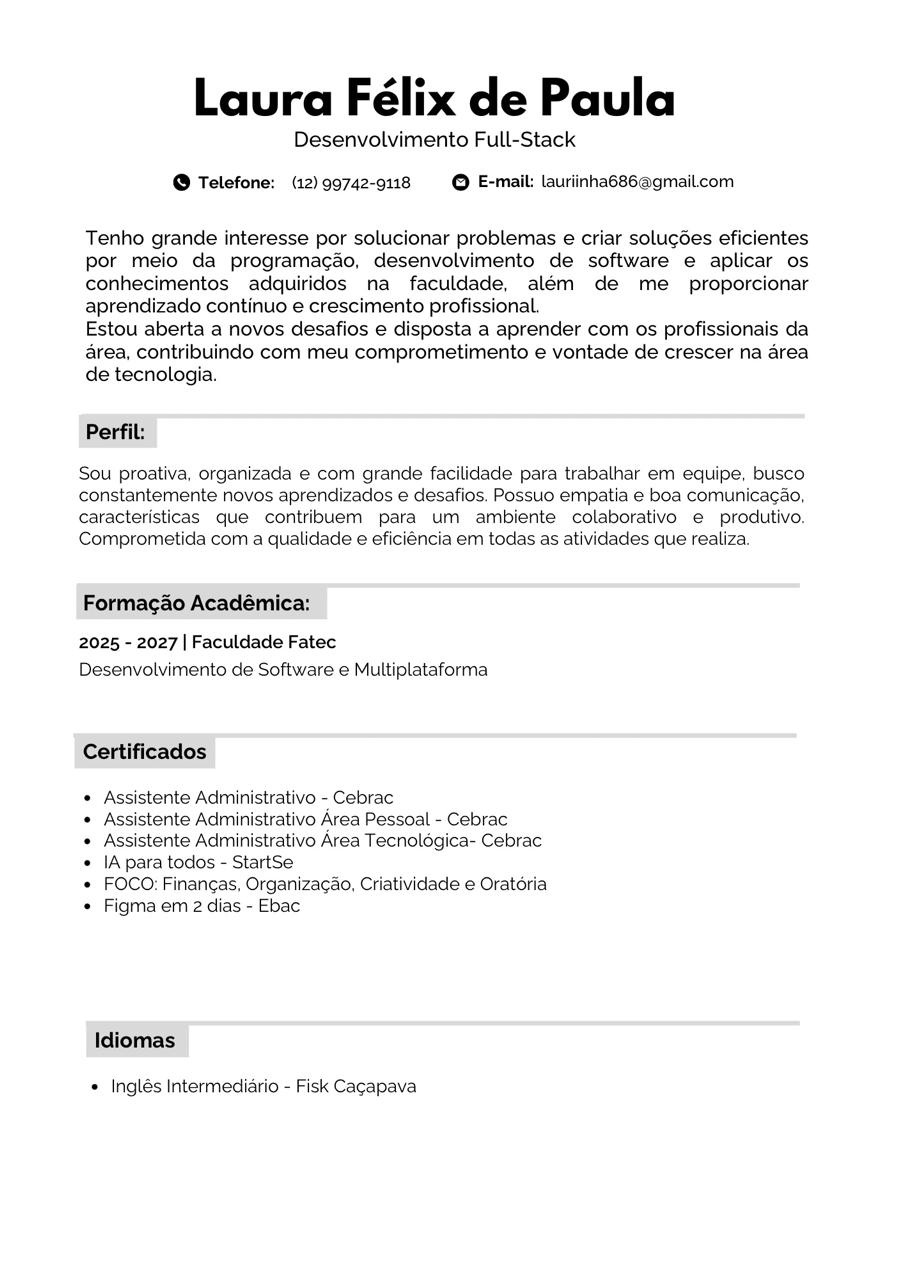 Laura Félix de Paula
Desenvolvimento Full-Stack
Telefone: (12) 99742-9118 E-mail: lauriinha686@gmail.com
Tenho grande interesse por solucionar problemas e criar soluções eficientes
por meio da programação, desenvolvimento de software e aplicar os
conhecimentos adquiridos na faculdade, além de me proporcionar
aprendizado contínuo e crescimento profissional.
Estou aberta a novos desafios e disposta a aprender com os profissionais da
área, contribuindo com meu comprometimento e vontade de crescer na área
de tecnologia.
Perfil:
Sou proativa, organizada e com grande facilidade para trabalhar em equipe, busco
constantemente novos aprendizados e desafios. Possuo empatia e boa comunicação,
características que contribuem para um ambiente colaborativo e produtivo.
Comprometida com a qualidade e eficiência em todas as atividades que realiza.
Formação Acadêmica:
2025 - 2027 | Faculdade Fatec
Desenvolvimento de Software e Multiplataforma
Certificados
• Assistente Administrativo - Cebrac
• Assistente Administrativo Área Pessoal - Cebrac
• Assistente Administrativo Área Tecnológica- Cebrac
• IA para todos - StartSe
• FOCO: Finanças, Organização, Criatividade e Oratória
• Figma em 2 dias - Ebac
Idiomas
• Inglês Intermediário - Fisk Caçapava